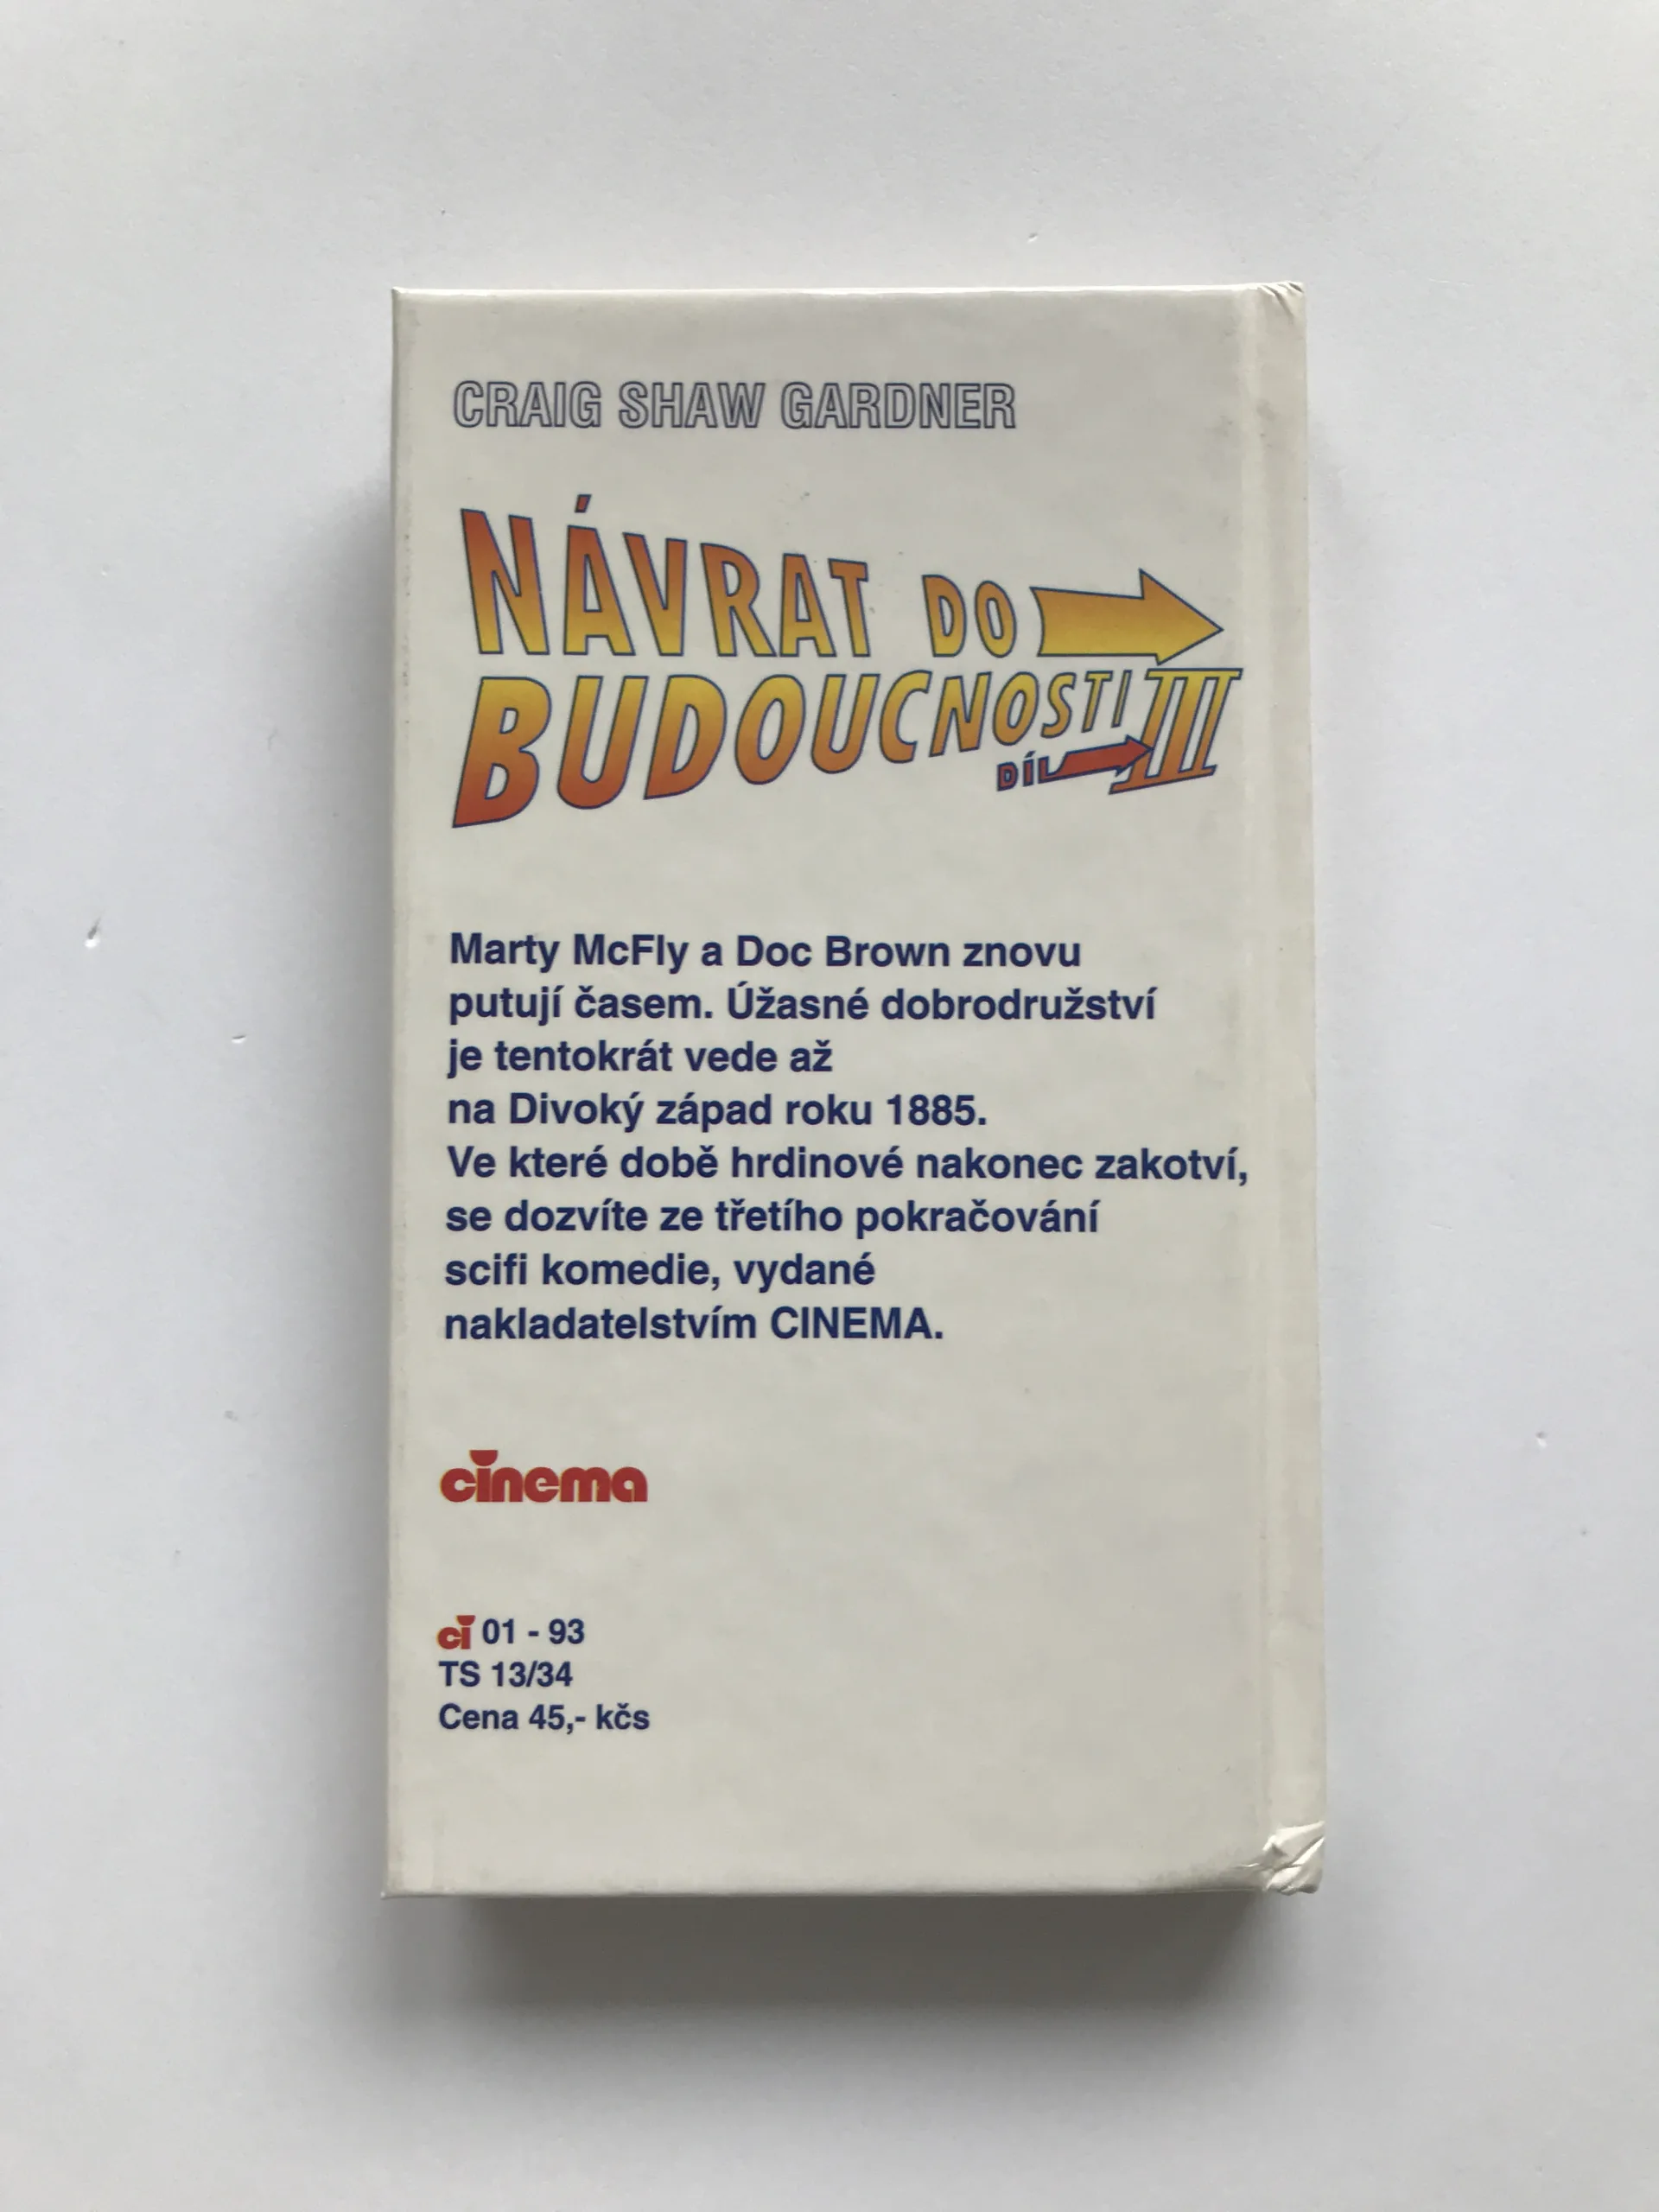 CRAIG SHAW GARDNER
NÁVRAT DO
BUDOUCNOSTI III
DÍL
Marty McFly a Doc Brown znovu
putují časem. Úžasné dobrodružství
je tentokrát vede až
na Divoký západ roku 1885.
Ve které době hrdinové nakonec zakotví,
se dozvíte ze třetího pokračování
scifi komedie, vydané
nakladatelstvím CINEMA.
cinema
ci 01 - 93
TS 13/34
Cena 45,- kčs